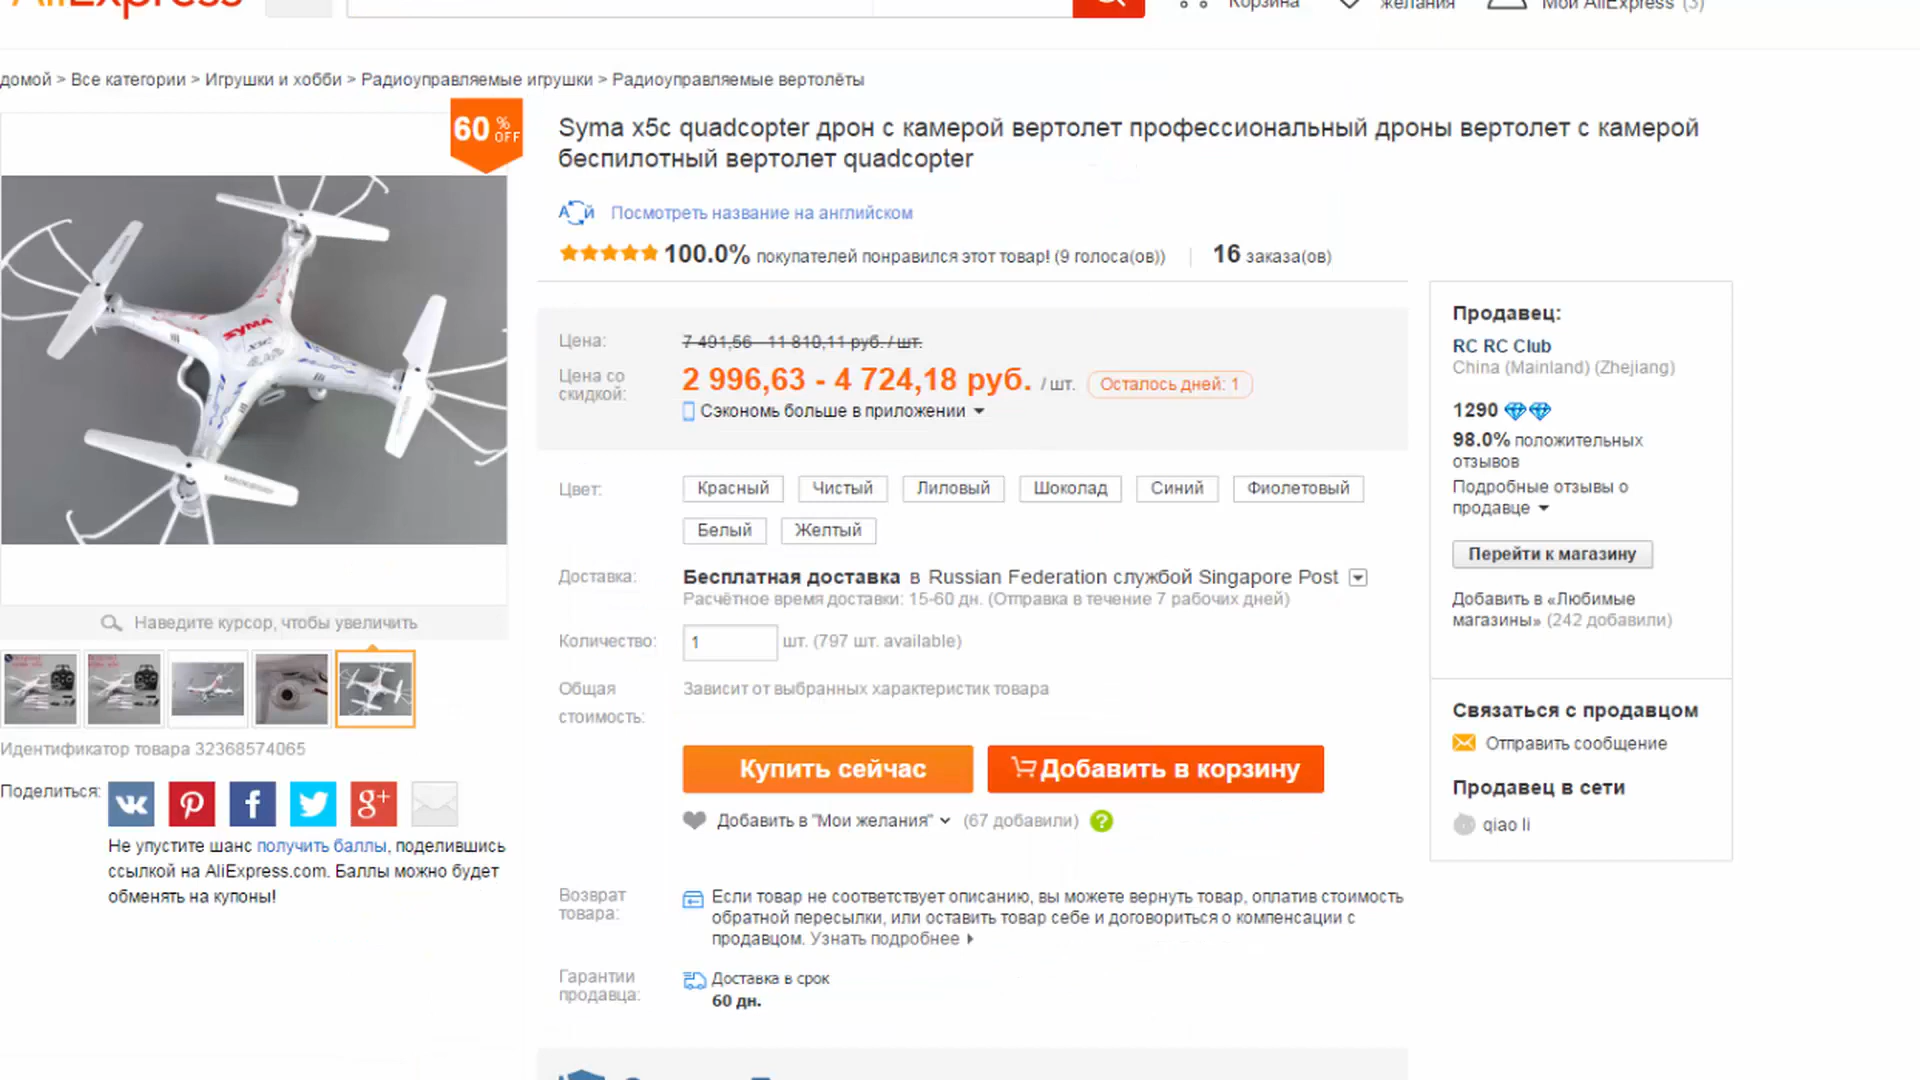 AliExpress
Корзина
желания
Мой AliExpress (3)
домой > Все категории > Игрушки и хобби > Радиоуправляемые игрушки > Радиоуправляемые вертолёты
60 % OFF
Syma x5c quadcopter дрон с камерой вертолет профессиональный дроны вертолет с камерой
беспилотный вертолет quadcopter
Посмотреть название на английском
100.0% покупателей понравился этот товар! (9 голоса(ов)) | 16 заказа(ов)
Цена: 7 491,56 - 11 810,11 руб. / шт.
Цена со скидкой: 2 996,63 - 4 724,18 руб. / шт. Осталось дней: 1
Сэкономь больше в приложении
Цвет: Красный Чистый Лиловый Шоколад Синий Фиолетовый
Белый Желтый
Доставка: Бесплатная доставка в Russian Federation службой Singapore Post
Расчётное время доставки: 15-60 дн. (Отправка в течение 7 рабочих дней)
Количество: 1 шт. (797 шт. available)
Общая стоимость: Зависит от выбранных характеристик товара
Купить сейчас Добавить в корзину
Добавить в "Мои желания" (67 добавили) ?
Возврат товара: Если товар не соответствует описанию, вы можете вернуть товар, оплатив стоимость
обратной пересылки, или оставить товар себе и договориться о компенсации с
продавцом. Узнать подробнее
Гарантии продавца: Доставка в срок
60 дн.
SYMA
X5C
Наведите курсор, чтобы увеличить
Идентификатор товара 32368574065
Поделиться:
Не упустите шанс получить баллы, поделившись
ссылкой на AliExpress.com. Баллы можно будет
обменять на купоны!
Продавец:
RC RC Club
China (Mainland) (Zhejiang)
1290
98.0% положительных
отзывов
Подробные отзывы о
продавце
Перейти к магазину
Добавить в «Любимые
магазины» (242 добавили)
Связаться с продавцом
Отправить сообщение
Продавец в сети
qiao li